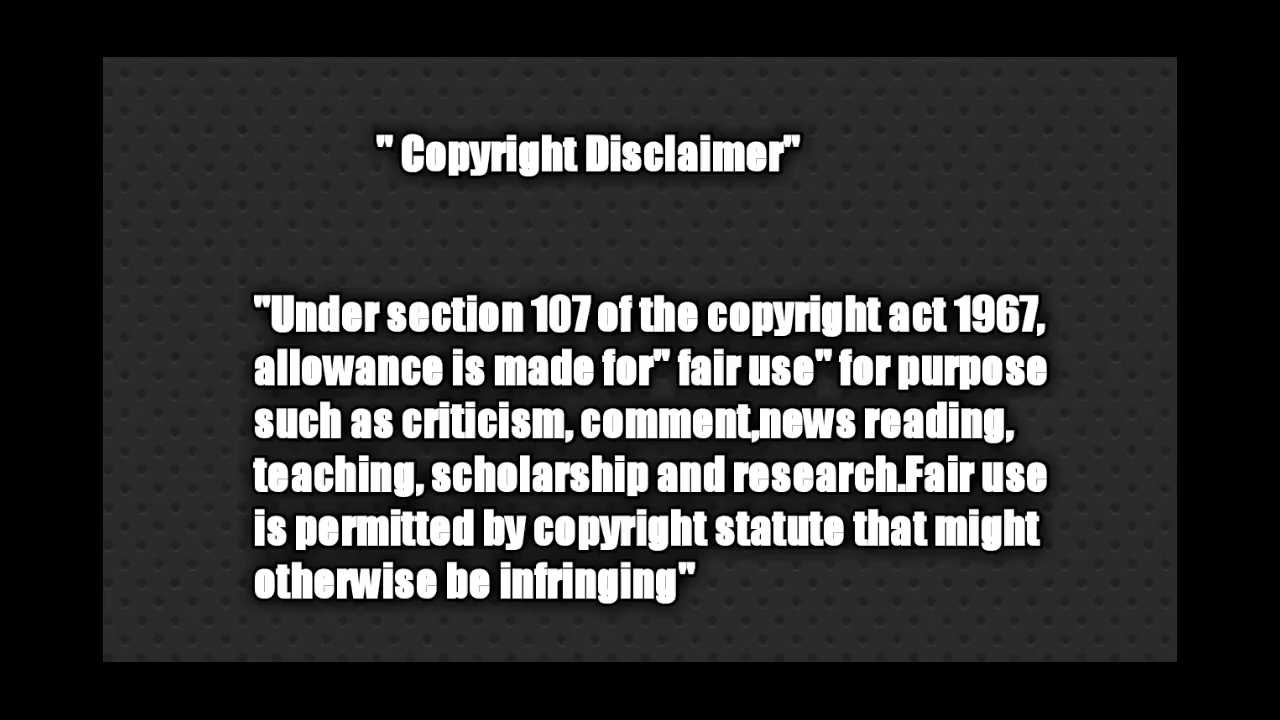 " Copyright Disclaimer"
"Under section 107 of the copyright act 1967,
allowance is made for" fair use" for purpose
such as criticism, comment,news reading,
teaching, scholarship and research.Fair use
is permitted by copyright statute that might
otherwise be infringing"